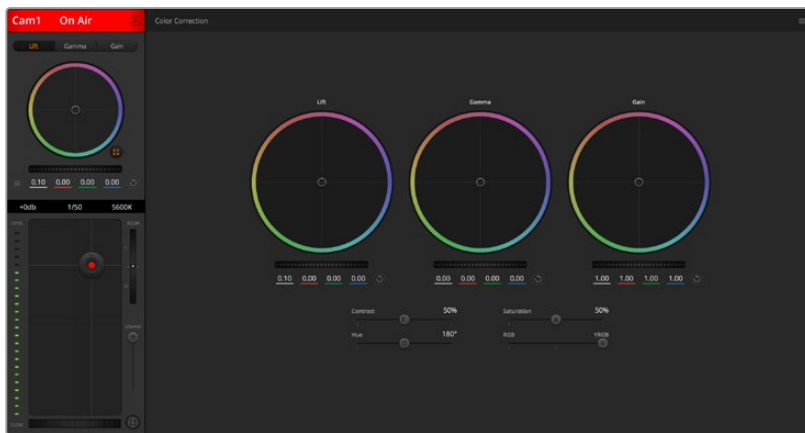 Cam1 On Air
Color Correction
Lift Gamma Gain
0.10 0.00 0.00 0.00
+0db 1/50 5600K
OPEN
CLOSE
Lift
0.10 0.00 0.00 0.00
Gamma
0.00 0.00 0.00 0.00
Gain
1.00 1.00 1.00 1.00
Contrast 50%
Saturation 50%
Hue 180°
RGB YRGB